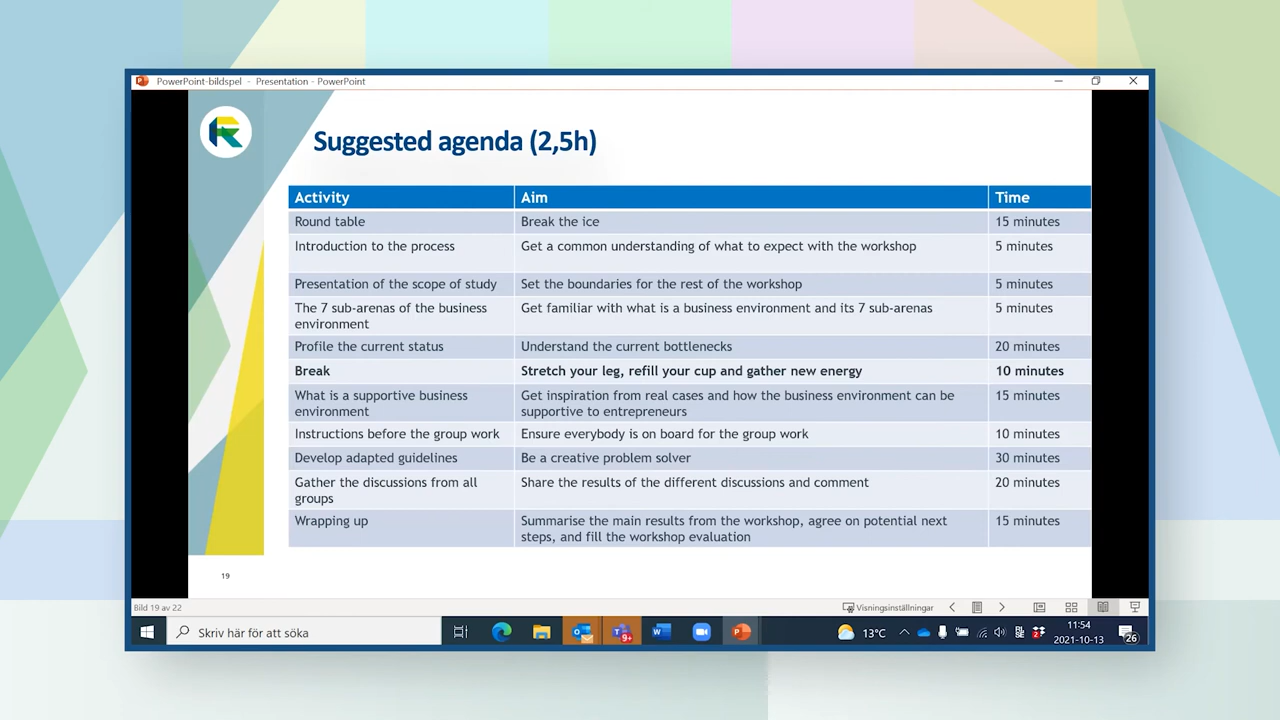 PowerPoint-bildspel - Presentation - PowerPoint
Suggested agenda (2,5h)
Activity Aim Time
Round table Break the ice 15 minutes
Introduction to the process Get a common understanding of what to expect with the workshop 5 minutes
Presentation of the scope of study Set the boundaries for the rest of the workshop 5 minutes
The 7 sub-arenas of the business Get familiar with what is a business environment and its 7 sub-arenas 5 minutes
environment
Profile the current status Understand the current bottlenecks 20 minutes
Break Stretch your leg, refill your cup and gather new energy 10 minutes
What is a supportive business Get inspiration from real cases and how the business environment can be 15 minutes
environment supportive to entrepreneurs
Instructions before the group work Ensure everybody is on board for the group work 10 minutes
Develop adapted guidelines Be a creative problem solver 30 minutes
Gather the discussions from all Share the results of the different discussions and comment 20 minutes
groups
Wrapping up Summarise the main results from the workshop, agree on potential next 15 minutes
steps, and fill the workshop evaluation
19
Bild 19 av 22 Visningsinställningar
Skriv här för att söka 9+ 13°C 11:54
2021-10-13 26